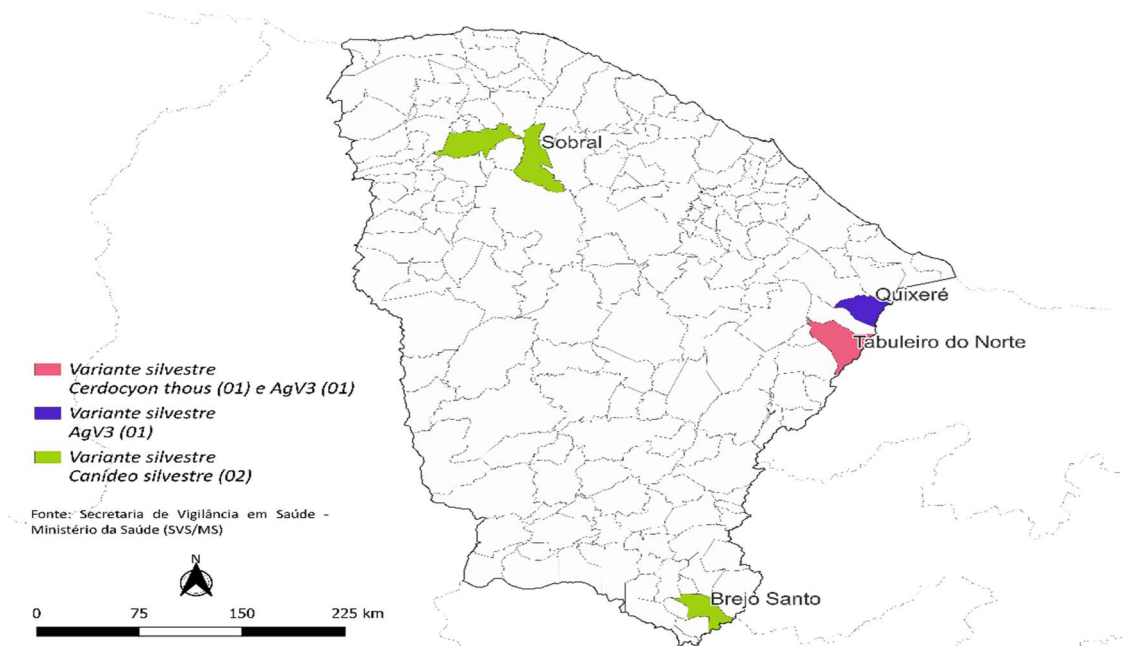 Sobral
Quixeré
Tabuleiro do Norte
Variante silvestre
Cerdocyon thous (01) e AgV3 (01)
Variante silvestre
AgV3 (01)
Variante silvestre
Canídeo silvestre (02)
Fonte: Secretaria de Vigilância em Saúde -
Ministério da Saúde (SVS/MS)
N
0 75 150 225 km
Brejo Santo